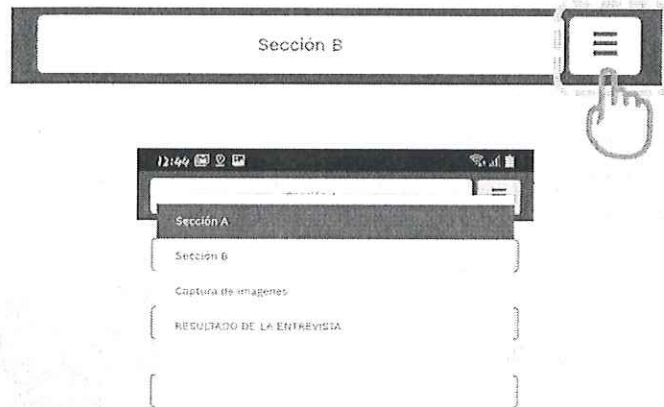 Sección B
12:44
Sección A
Sección B
Captura de imagenes
RESULTADO DE LA ENTREVISTA